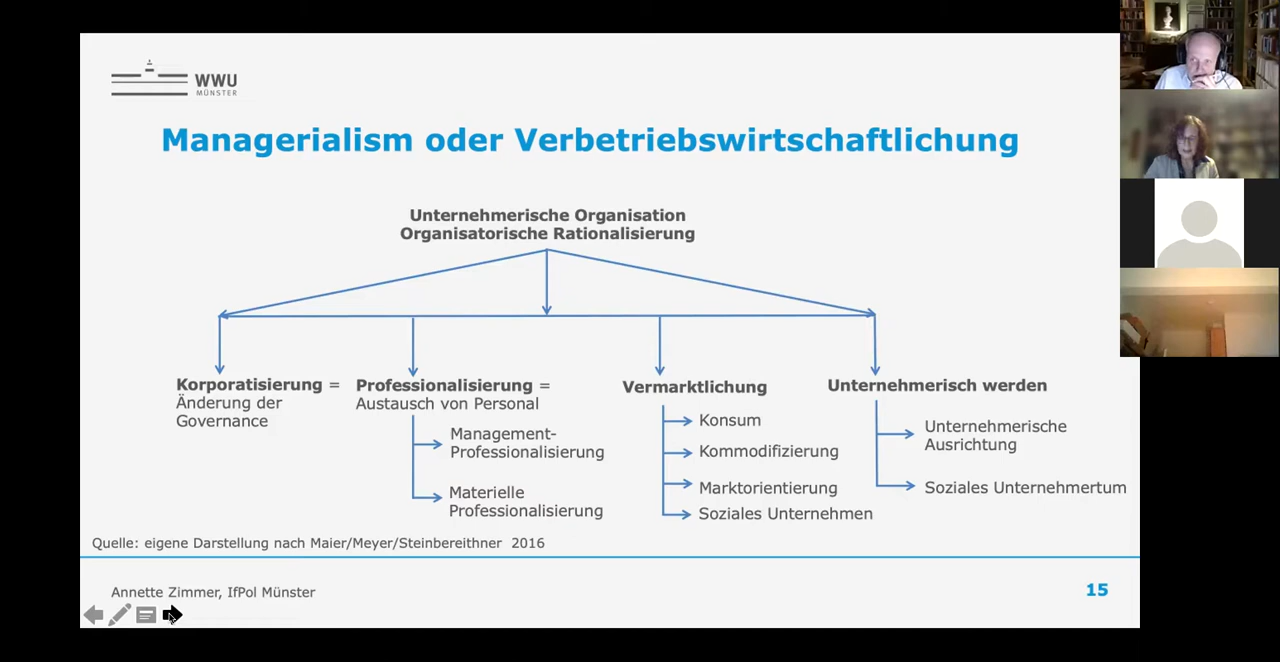 WWU
MÜNSTER
Managerialism oder Verbetriebswirtschaftlichung
Unternehmerische Organisation
Organisatorische Rationalisierung
Korporatisierung =
Änderung der
Governance
Professionalisierung =
Austausch von Personal
Management-
Professionalisierung
Materielle
Professionalisierung
Vermarktlichung
Konsum
Kommodifizierung
Marktorientierung
Soziales Unternehmen
Unternehmerisch werden
Unternehmerische
Ausrichtung
Soziales Unternehmertum
Quelle: eigene Darstellung nach Maier/Meyer/Steinbereithner 2016
Annette Zimmer, IfPol Münster
15